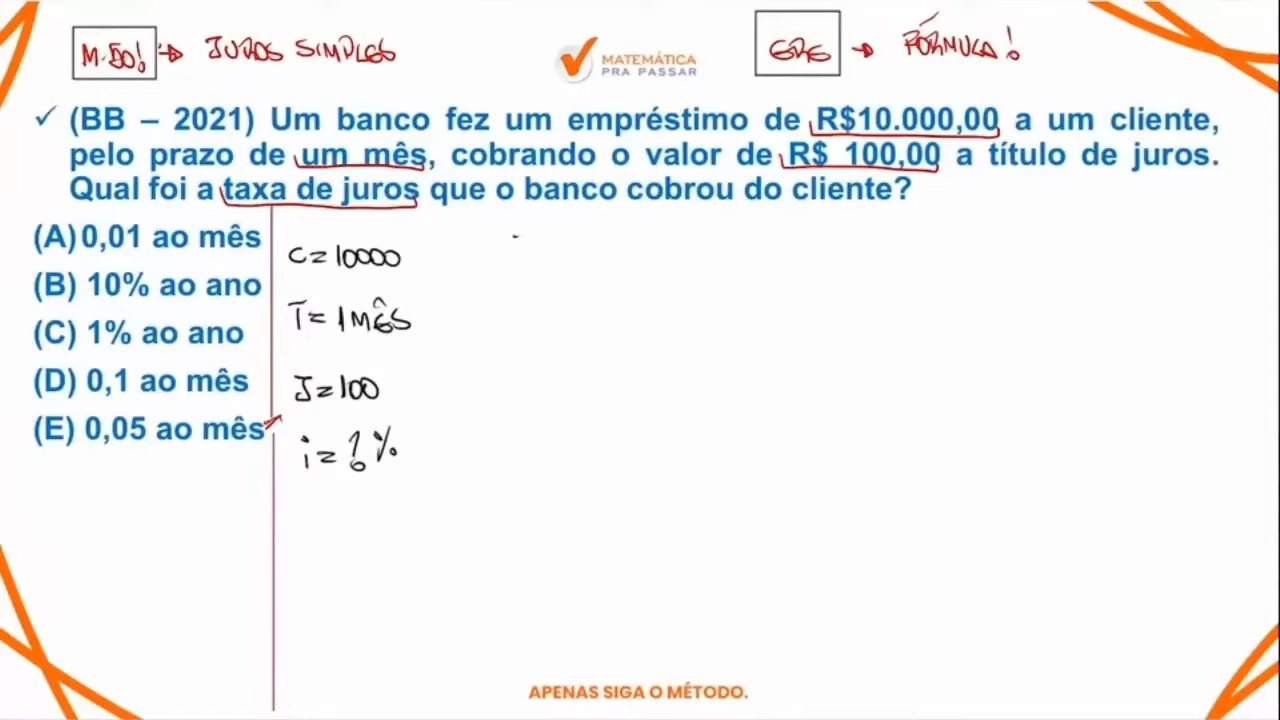 M.50! → JUROS SIMPLES
MATEMÁTICA
PRA PASSAR
→ FÓRMULA!
✓ (BB – 2021) Um banco fez um empréstimo de R$10.000,00 a um cliente,
pelo prazo de um mês, cobrando o valor de R$ 100,00 a título de juros.
Qual foi a taxa de juros que o banco cobrou do cliente?
(A) 0,01 ao mês
(B) 10% ao ano
(C) 1% ao ano
(D) 0,1 ao mês
(E) 0,05 ao mês
C = 10000
T = 1 MÊS
J = 100
i = ? %
APENAS SIGA O MÉTODO.